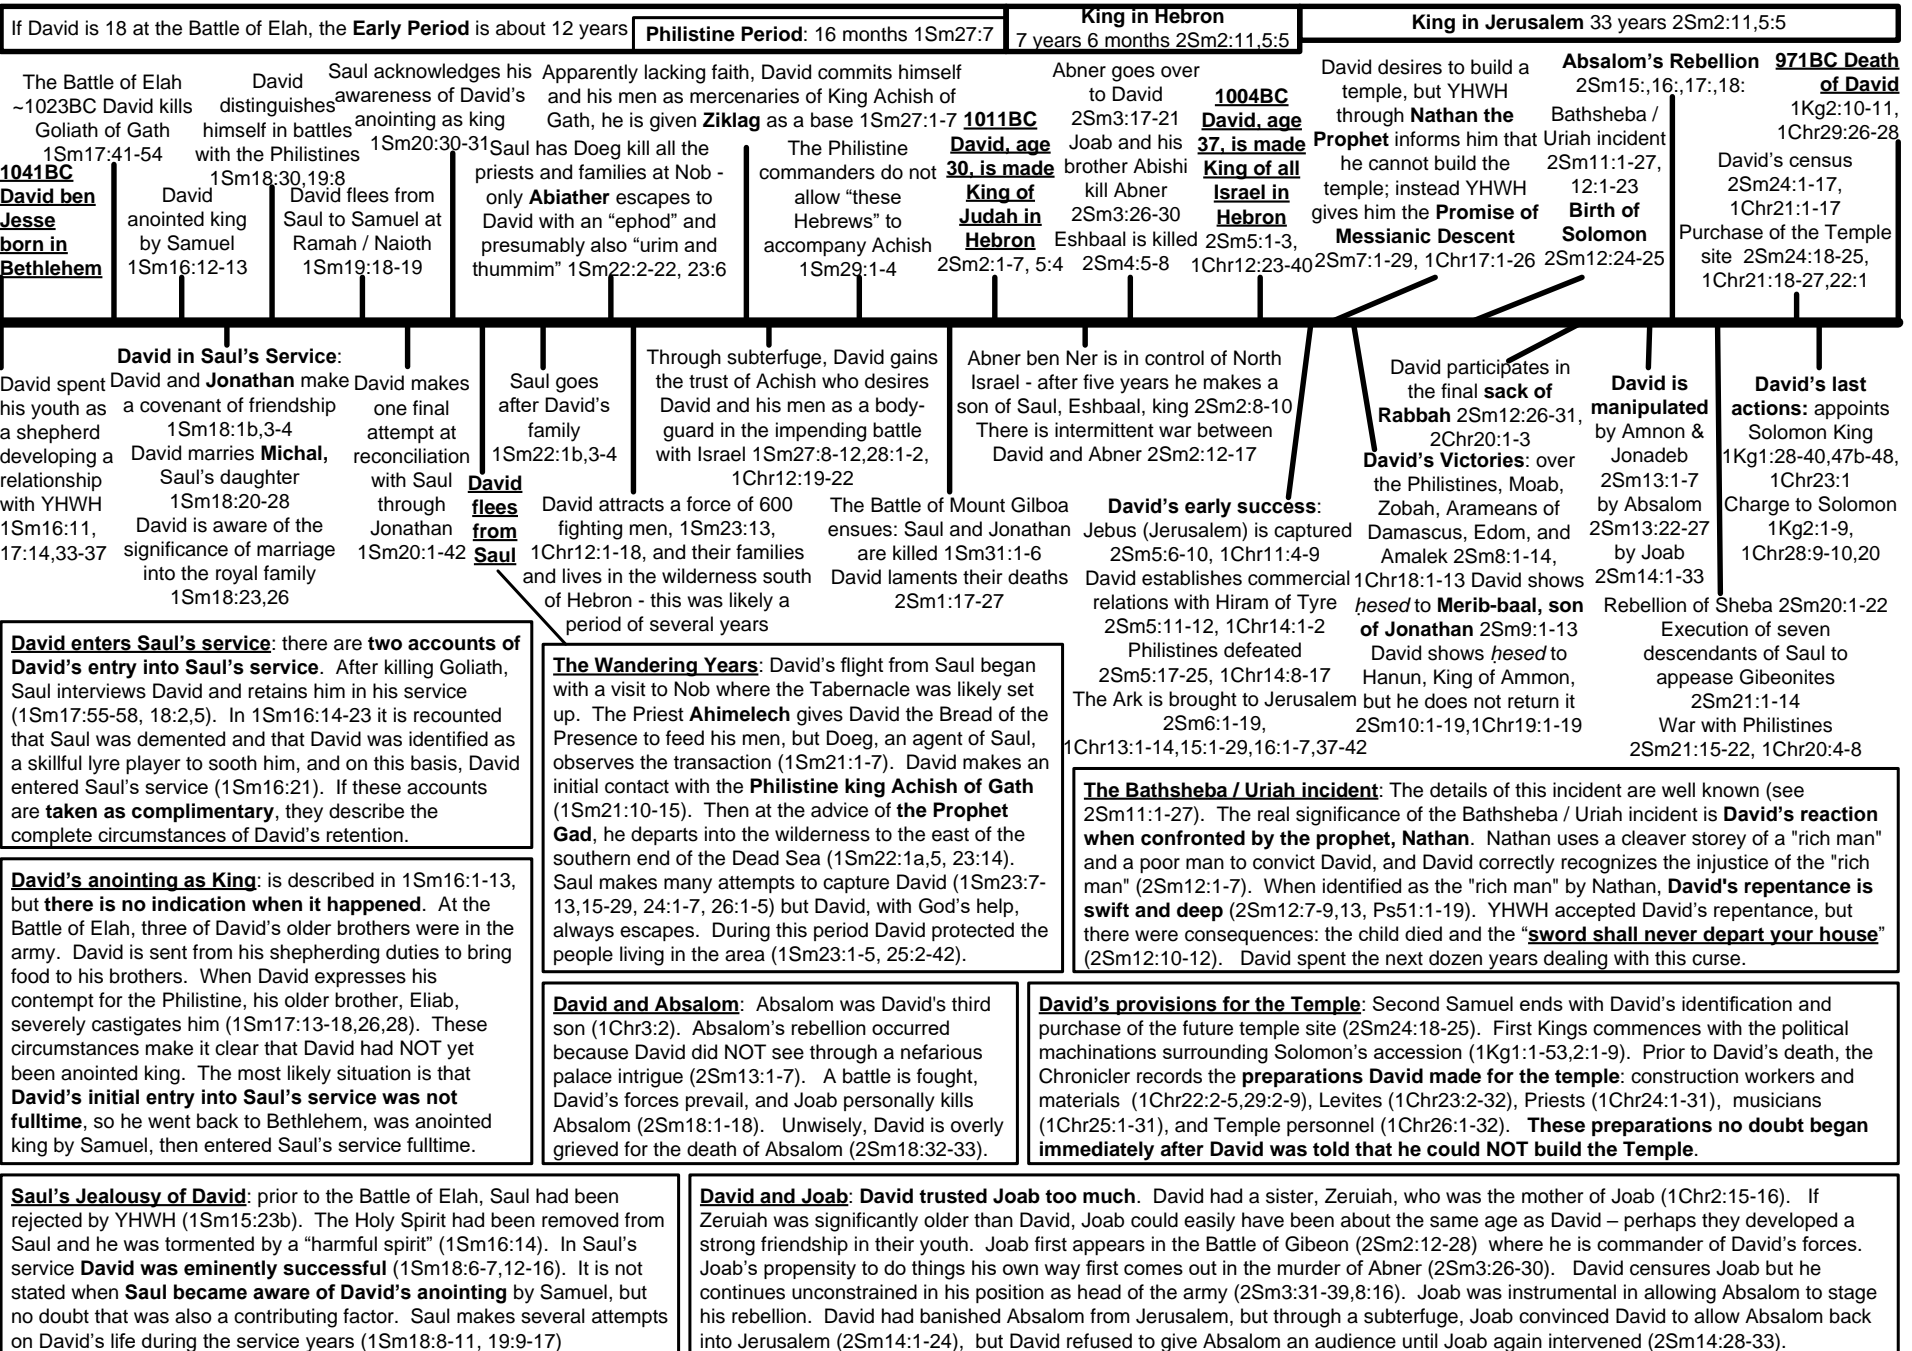 If David is 18 at the Battle of Elah, the Early Period is about 12 years
Philistine Period: 16 months 1Sm27:7
King in Hebron
7 years 6 months 2Sm2:11,5:5
King in Jerusalem 33 years 2Sm2:11,5:5
1041BC
David ben
Jesse
born in
Bethlehem
The Battle of Elah
~1023BC David kills
Goliath of Gath
1Sm17:41-54
David
anointed king
by Samuel
1Sm16:12-13
David
distinguishes
himself in battles
with the Philistines
1Sm18:30,19:8
David flees from
Saul to Samuel at
Ramah / Naioth
1Sm19:18-19
Saul acknowledges his
awareness of David’s
anointing as king
1Sm20:30-31
Saul has Doeg kill all the
priests and families at Nob -
only Abiather escapes to
David with an “ephod” and
presumably also “urim and
thummim” 1Sm22:2-22, 23:6
Apparently lacking faith, David commits himself
and his men as mercenaries of King Achish of
Gath, he is given Ziklag as a base 1Sm27:1-7
The Philistine
commanders do not
allow “these
Hebrews” to
accompany Achish
1Sm29:1-4
1011BC
David, age
30, is made
King of
Judah in
Hebron
2Sm2:1-7, 5:4
Abner goes over
to David
2Sm3:17-21
Joab and his
brother Abishi
kill Abner
2Sm3:26-30
Eshbaal is killed
2Sm4:5-8
1004BC
David, age
37, is made
King of all
Israel in
Hebron
2Sm5:1-3,
1Chr12:23-40
David desires to build a
temple, but YHWH
through Nathan the
Prophet informs him that
he cannot build the
temple; instead YHWH
gives him the Promise of
Messianic Descent
2Sm7:1-29, 1Chr17:1-26
Absalom’s Rebellion
2Sm15:,16:,17:,18:
Bathsheba /
Uriah incident
2Sm11:1-27,
12:1-23
Birth of
Solomon
2Sm12:24-25
971BC Death
of David
1Kg2:10-11,
1Chr29:26-28
David’s census
2Sm24:1-17,
1Chr21:1-17
Purchase of the Temple
site 2Sm24:18-25,
1Chr21:18-27,22:1
David spent
his youth as
a shepherd
developing a
relationship
with YHWH
1Sm16:11,
17:14,33-37
David in Saul’s Service:
David and Jonathan make
a covenant of friendship
1Sm18:1b,3-4
David marries Michal,
Saul’s daughter
1Sm18:20-28
David is aware of the
significance of marriage
into the royal family
1Sm18:23,26
David makes
one final
attempt at
reconciliation
with Saul
through
Jonathan
1Sm20:1-42
David
flees
from
Saul
Saul goes
after David’s
family
1Sm22:1b,3-4
David attracts a force of 600
fighting men, 1Sm23:13,
1Chr12:1-18, and their families
and lives in the wilderness south
of Hebron - this was likely a
period of several years
Through subterfuge, David gains
the trust of Achish who desires
David and his men as a body-
guard in the impending battle
with Israel 1Sm27:8-12,28:1-2,
1Chr12:19-22
The Battle of Mount Gilboa
ensues: Saul and Jonathan
are killed 1Sm31:1-6
David laments their deaths
2Sm1:17-27
Abner ben Ner is in control of North
Israel - after five years he makes a
son of Saul, Eshbaal, king 2Sm2:8-10
There is intermittent war between
David and Abner 2Sm2:12-17
David’s early success:
Jebus (Jerusalem) is captured
2Sm5:6-10, 1Chr11:4-9
David establishes commercial
relations with Hiram of Tyre
2Sm5:11-12, 1Chr14:1-2
Philistines defeated
2Sm5:17-25, 1Chr14:8-17
The Ark is brought to Jerusalem
2Sm6:1-19,
1Chr13:1-14,15:1-29,16:1-7,37-42
David participates in
the final sack of
Rabbah 2Sm12:26-31,
2Chr20:1-3
David’s Victories: over
the Philistines, Moab,
Zobah, Arameans of
Damascus, Edom, and
Amalek 2Sm8:1-14,
1Chr18:1-13 David shows
ḥesed to Merib-baal, son
of Jonathan 2Sm9:1-13
David shows ḥesed to
Hanun, King of Ammon,
but he does not return it
2Sm10:1-19,1Chr19:1-19
David is
manipulated
by Amnon &
Jonadeb
2Sm13:1-7
by Absalom
2Sm13:22-27
by Joab
2Sm14:1-33
David’s last
actions: appoints
Solomon King
1Kg1:28-40,47b-48,
1Chr23:1
Charge to Solomon
1Kg2:1-9,
1Chr28:9-10,20
Rebellion of Sheba 2Sm20:1-22
Execution of seven
descendants of Saul to
appease Gibeonites
2Sm21:1-14
War with Philistines
2Sm21:15-22, 1Chr20:4-8
David enters Saul’s service: there are two accounts of
David’s entry into Saul’s service. After killing Goliath,
Saul interviews David and retains him in his service
(1Sm17:55-58, 18:2,5). In 1Sm16:14-23 it is recounted
that Saul was demented and that David was identified as
a skillful lyre player to sooth him, and on this basis, David
entered Saul’s service (1Sm16:21). If these accounts
are taken as complimentary, they describe the
complete circumstances of David’s retention.
David’s anointing as King: is described in 1Sm16:1-13,
but there is no indication when it happened. At the
Battle of Elah, three of David’s older brothers were in the
army. David is sent from his shepherding duties to bring
food to his brothers. When David expresses his
contempt for the Philistine, his older brother, Eliab,
severely castigates him (1Sm17:13-18,26,28). These
circumstances make it clear that David had NOT yet
been anointed king. The most likely situation is that
David’s initial entry into Saul’s service was not
fulltime, so he went back to Bethlehem, was anointed
king by Samuel, then entered Saul’s service fulltime.
The Wandering Years: David’s flight from Saul began
with a visit to Nob where the Tabernacle was likely set
up. The Priest Ahimelech gives David the Bread of the
Presence to feed his men, but Doeg, an agent of Saul,
observes the transaction (1Sm21:1-7). David makes an
initial contact with the Philistine king Achish of Gath
(1Sm21:10-15). Then at the advice of the Prophet
Gad, he departs into the wilderness to the east of the
southern end of the Dead Sea (1Sm22:1a,5, 23:14).
Saul makes many attempts to capture David (1Sm23:7-
13,15-29, 24:1-7, 26:1-5) but David, with God’s help,
always escapes. During this period David protected the
people living in the area (1Sm23:1-5, 25:2-42).
The Bathsheba / Uriah incident: The details of this incident are well known (see
2Sm11:1-27). The real significance of the Bathsheba / Uriah incident is David’s reaction
when confronted by the prophet, Nathan. Nathan uses a cleaver storey of a "rich man"
and a poor man to convict David, and David correctly recognizes the injustice of the "rich
man" (2Sm12:1-7). When identified as the "rich man" by Nathan, David's repentance is
swift and deep (2Sm12:7-9,13, Ps51:1-19). YHWH accepted David’s repentance, but
there were consequences: the child died and the “sword shall never depart your house”
(2Sm12:10-12). David spent the next dozen years dealing with this curse.
David and Absalom: Absalom was David's third
son (1Chr3:2). Absalom’s rebellion occurred
because David did NOT see through a nefarious
palace intrigue (2Sm13:1-7). A battle is fought,
David’s forces prevail, and Joab personally kills
Absalom (2Sm18:1-18). Unwisely, David is overly
grieved for the death of Absalom (2Sm18:32-33).
David’s provisions for the Temple: Second Samuel ends with David’s identification and
purchase of the future temple site (2Sm24:18-25). First Kings commences with the political
machinations surrounding Solomon’s accession (1Kg1:1-53,2:1-9). Prior to David’s death, the
Chronicler records the preparations David made for the temple: construction workers and
materials (1Chr22:2-5,29:2-9), Levites (1Chr23:2-32), Priests (1Chr24:1-31), musicians
(1Chr25:1-31), and Temple personnel (1Chr26:1-32). These preparations no doubt began
immediately after David was told that he could NOT build the Temple.
Saul’s Jealousy of David: prior to the Battle of Elah, Saul had been
rejected by YHWH (1Sm15:23b). The Holy Spirit had been removed from
Saul and he was tormented by a “harmful spirit” (1Sm16:14). In Saul’s
service David was eminently successful (1Sm18:6-7,12-16). It is not
stated when Saul became aware of David’s anointing by Samuel, but
no doubt that was also a contributing factor. Saul makes several attempts
on David’s life during the service years (1Sm18:8-11, 19:9-17)
David and Joab: David trusted Joab too much. David had a sister, Zeruiah, who was the mother of Joab (1Chr2:15-16). If
Zeruiah was significantly older than David, Joab could easily have been about the same age as David – perhaps they developed a
strong friendship in their youth. Joab first appears in the Battle of Gibeon (2Sm2:12-28) where he is commander of David’s forces.
Joab’s propensity to do things his own way first comes out in the murder of Abner (2Sm3:26-30). David censures Joab but he
continues unconstrained in his position as head of the army (2Sm3:31-39,8:16). Joab was instrumental in allowing Absalom to stage
his rebellion. David had banished Absalom from Jerusalem, but through a subterfuge, Joab convinced David to allow Absalom back
into Jerusalem (2Sm14:1-24), but David refused to give Absalom an audience until Joab again intervened (2Sm14:28-33).